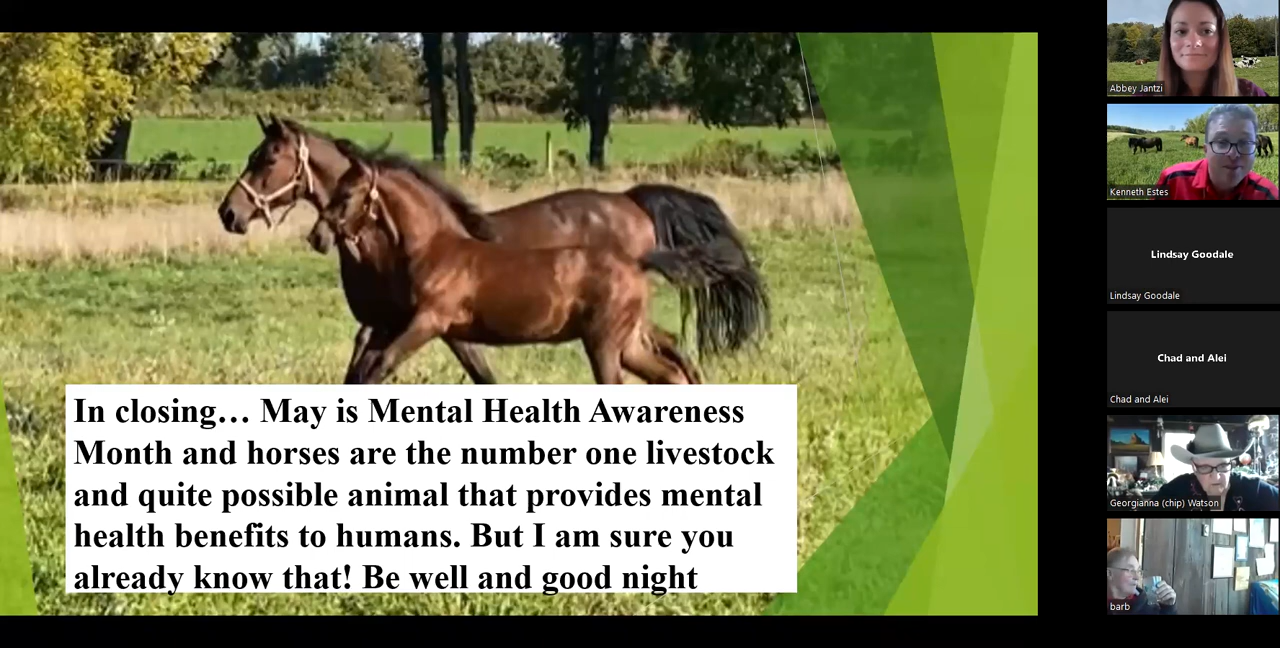 In closing… May is Mental Health Awareness
Month and horses are the number one livestock
and quite possible animal that provides mental
health benefits to humans. But I am sure you
already know that! Be well and good night
Abbey Jantzi
Kenneth Estes
Lindsay Goodale
Lindsay Goodale
Chad and Alei
Chad and Alei
Georgianna (chip) Watson
barb